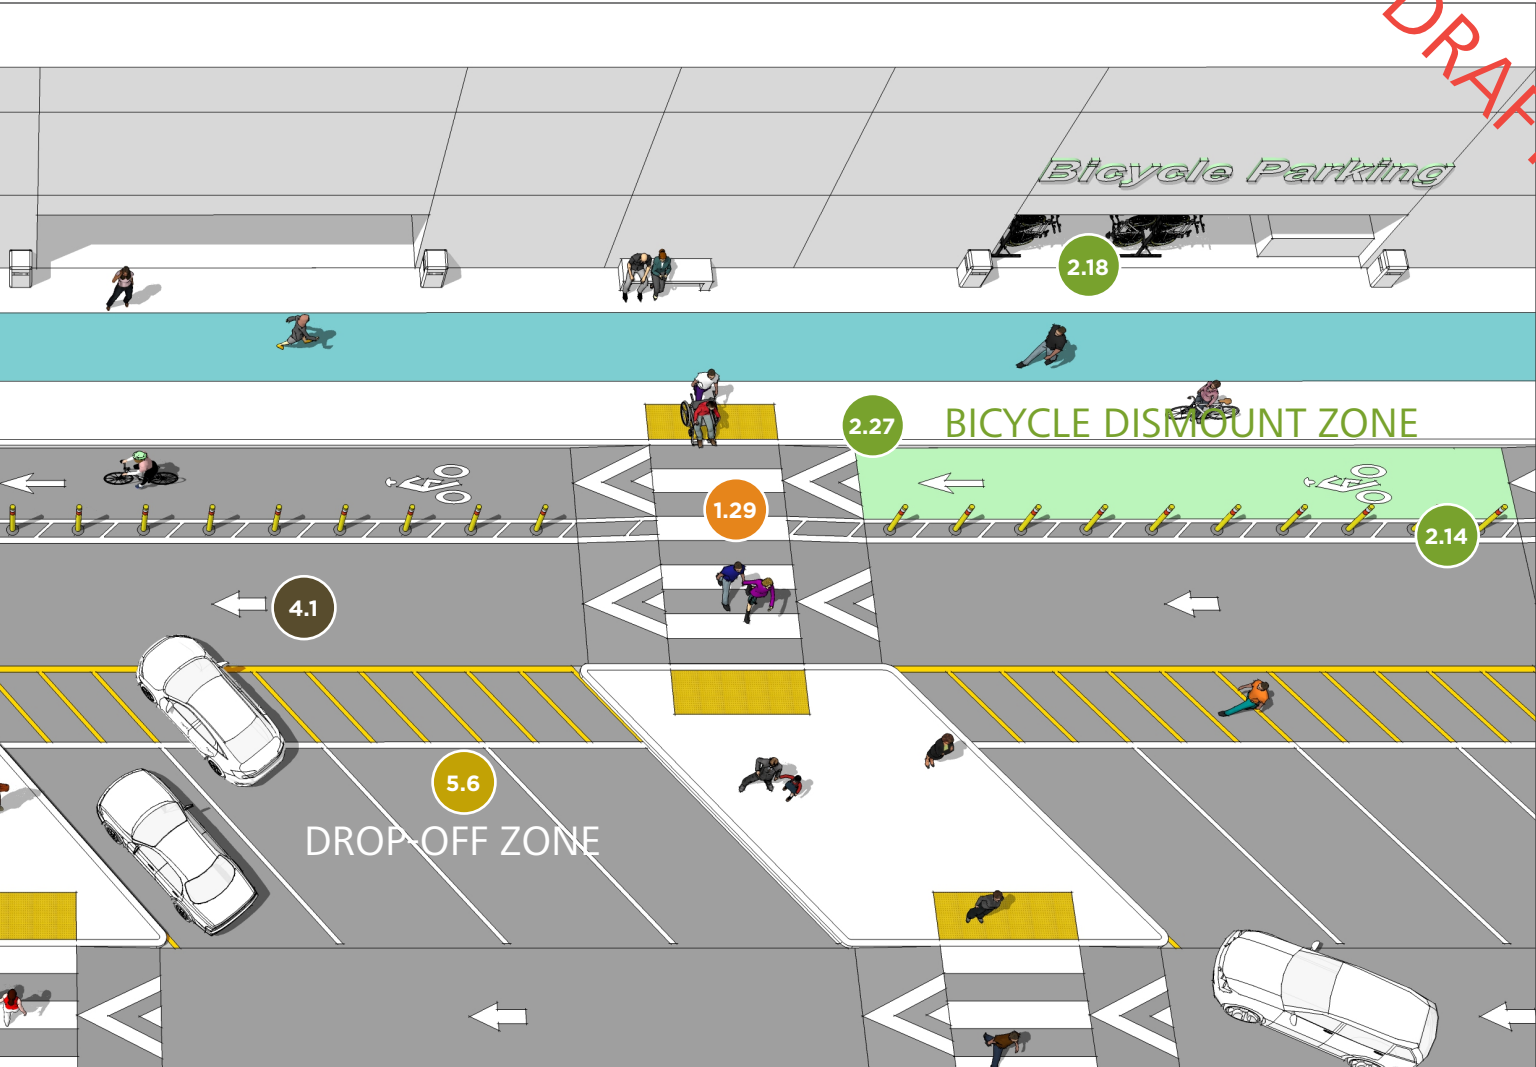 DRAFT
Bicycle Parking
2.18
2.27
BICYCLE DISMOUNT ZONE
1.29
2.14
4.1
5.6
DROP-OFF ZONE